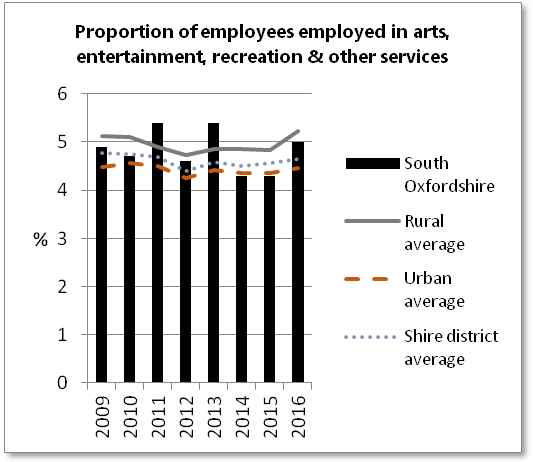 Proportion of employees employed in arts,
entertainment, recreation & other services
6
5
4
3
2
1
0
%
2009
2010
2011
2012
2013
2014
2015
2016
South
Oxfordshire
Rural
average
Urban
average
Shire district
average